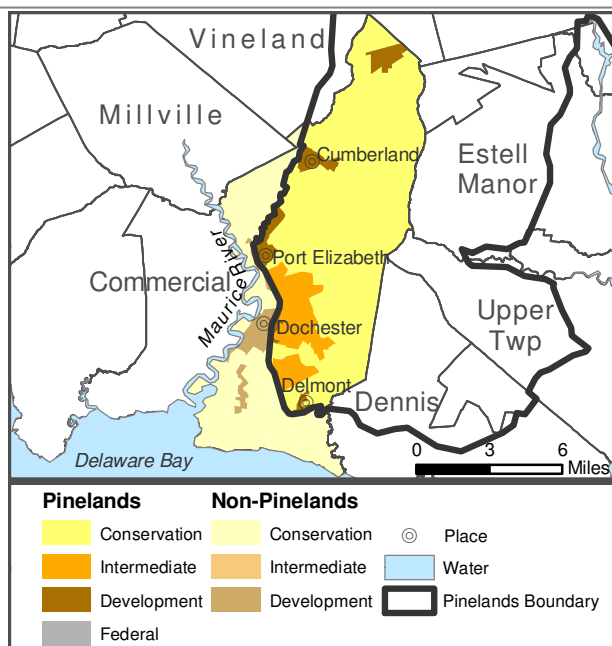 Vineland
Millville
Cumberland
Estell
Manor
Maurice River
Port Elizabeth
Commercial
Upper
Twp
Dochester
Delmont
Dennis
0 3 6
Miles
Delaware Bay
Pinelands
Non-Pinelands
Conservation
Conservation
Place
Intermediate
Intermediate
Water
Development
Development
Pinelands Boundary
Federal